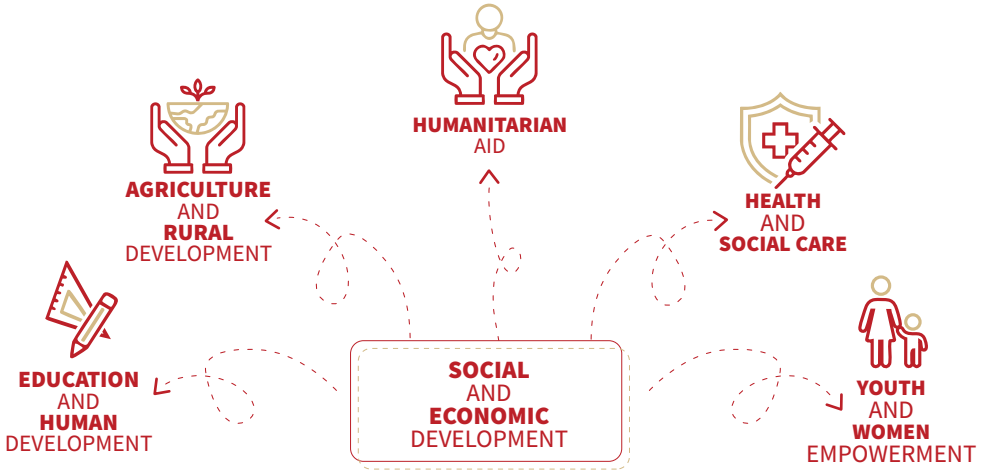 HUMANITARIAN
AID
AGRICULTURE
AND
RURAL
DEVELOPMENT
HEALTH
AND
SOCIAL CARE
EDUCATION
AND
HUMAN
DEVELOPMENT
SOCIAL
AND
ECONOMIC
DEVELOPMENT
YOUTH
AND
WOMEN
EMPOWERMENT